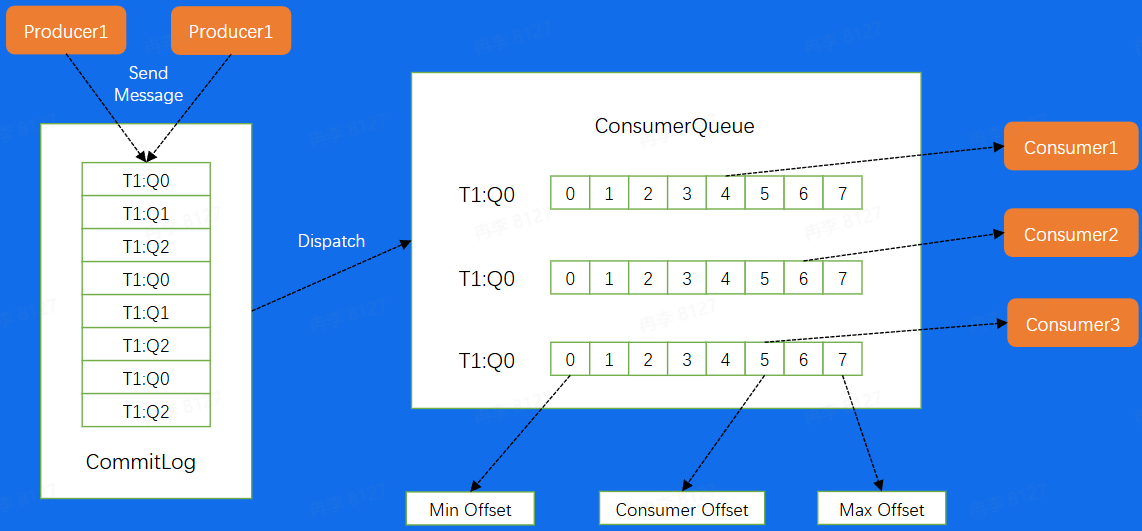 Producer1
Producer1
Send
Message
T1:Q0
T1:Q1
T1:Q2
T1:Q0
T1:Q1
T1:Q2
T1:Q0
T1:Q2
CommitLog
Dispatch
ConsumerQueue
T1:Q0 0 1 2 3 4 5 6 7
T1:Q0 0 1 2 3 4 5 6 7
T1:Q0 0 1 2 3 4 5 6 7
Consumer1
Consumer2
Consumer3
Min Offset
Consumer Offset
Max Offset
冉李 8127